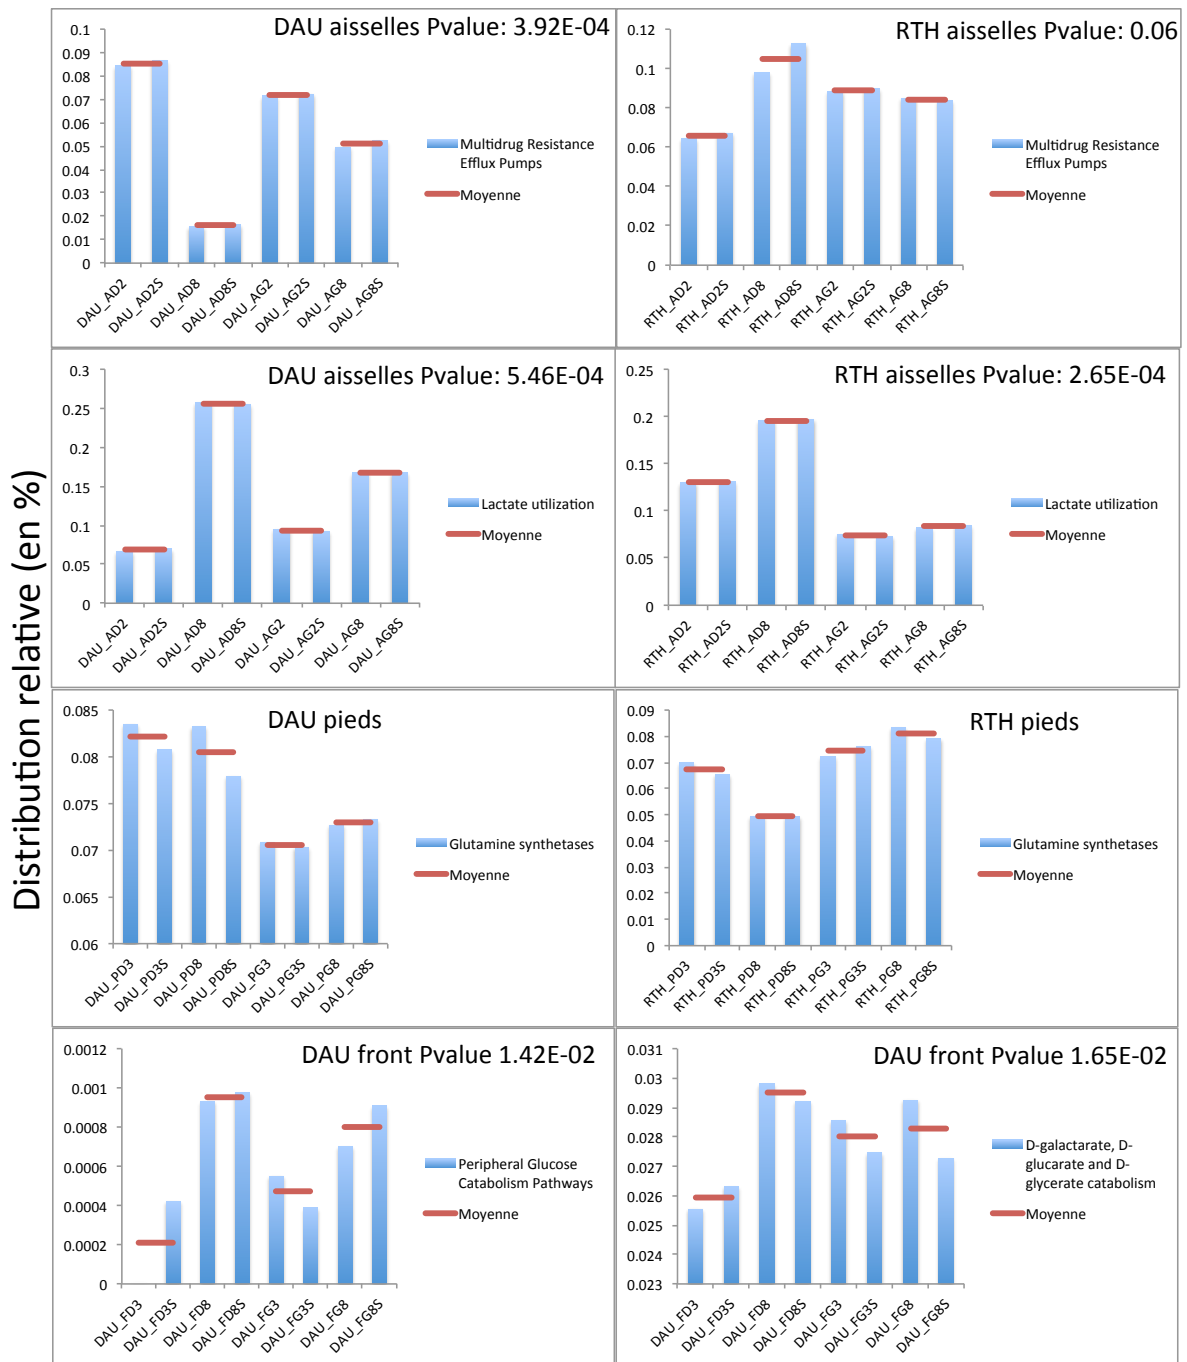 Distribution relative (en %)
DAU aisselles Pvalue: 3.92E-04
0.1
0.09
0.08
0.07
0.06
0.05
0.04
0.03
0.02
0.01
0
DAU_AD2
DAU_AD2S
DAU_AD8
DAU_AD8S
DAU_AG2
DAU_AG2S
DAU_AG8
DAU_AG8S
Multidrug Resistance
Efflux Pumps
Moyenne
RTH aisselles Pvalue: 0.06
0.12
0.1
0.08
0.06
0.04
0.02
0
RTH_AD2
RTH_AD2S
RTH_AD8
RTH_AD8S
RTH_AG2
RTH_AG2S
RTH_AG8
RTH_AG8S
Multidrug Resistance
Efflux Pumps
Moyenne
DAU aisselles Pvalue: 5.46E-04
0.3
0.25
0.2
0.15
0.1
0.05
0
DAU_AD2
DAU_AD2S
DAU_AD8
DAU_AD8S
DAU_AG2
DAU_AG2S
DAU_AG8
DAU_AG8S
Lactate utilization
Moyenne
RTH aisselles Pvalue: 2.65E-04
0.25
0.2
0.15
0.1
0.05
0
RTH_AD2
RTH_AD2S
RTH_AD8
RTH_AD8S
RTH_AG2
RTH_AG2S
RTH_AG8
RTH_AG8S
Lactate utilization
Moyenne
DAU pieds
0.085
0.08
0.075
0.07
0.065
0.06
DAU_PD3
DAU_PD3S
DAU_PD8
DAU_PD8S
DAU_PG3
DAU_PG3S
DAU_PG8
DAU_PG8S
Glutamine synthetases
Moyenne
RTH pieds
0.09
0.08
0.07
0.06
0.05
0.04
0.03
0.02
0.01
0
RTH_PD3
RTH_PD3S
RTH_PD8
RTH_PD8S
RTH_PG3
RTH_PG3S
RTH_PG8
RTH_PG8S
Glutamine synthetases
Moyenne
DAU front Pvalue 1.42E-02
0.0012
0.001
0.0008
0.0006
0.0004
0.0002
0
DAU_FD3
DAU_FD3S
DAU_FD8
DAU_FD8S
DAU_FG3
DAU_FG3S
DAU_FG8
DAU_FG8S
Peripheral Glucose
Catabolism Pathways
Moyenne
DAU front Pvalue 1.65E-02
0.031
0.03
0.029
0.028
0.027
0.026
0.025
0.024
0.023
DAU_FD3
DAU_FD3S
DAU_FD8
DAU_FD8S
DAU_FG3
DAU_FG3S
DAU_FG8
DAU_FG8S
D-galactarate, D-
glucarate and D-
glycerate catabolism
Moyenne